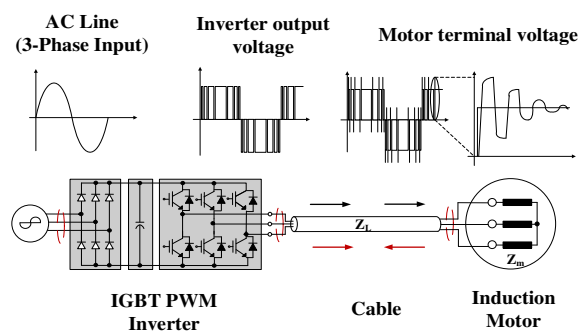 AC Line
(3-Phase Input)
Inverter output
voltage
Motor terminal voltage
Z_L
Z_m
IGBT PWM
Inverter
Cable
Induction
Motor